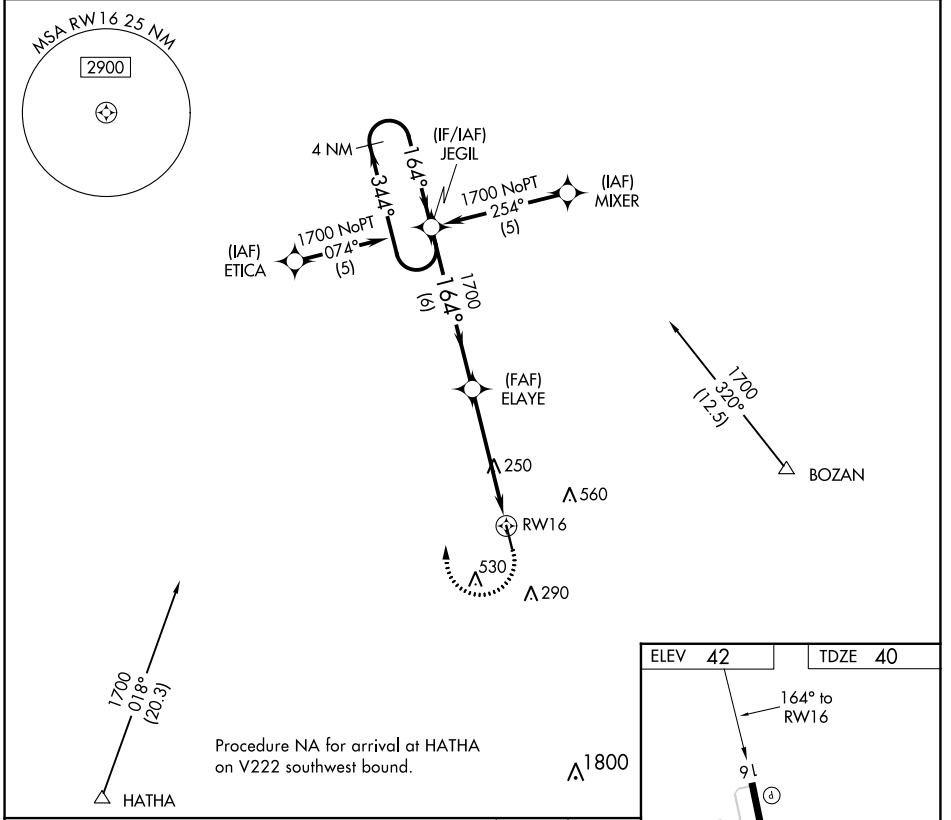 MSA RW16 25 NM
2900
4 NM
164°
344°
(IF/IAF)
JEGIL
1700 NoPT
254°
(5)
(IAF)
MIXER
(IAF)
ETICA
1700 NoPT
074°
(5)
1700
164°
(6)
(FAF)
ELAYE
250
560
RW16
530
290
1700
320°
(12.5)
BOZAN
1700
018°
(20.3)
HATHA
Procedure NA for arrival at HATHA
on V222 southwest bound.
1800
ELEV 42
TDZE 40
164° to
RW16
16
P